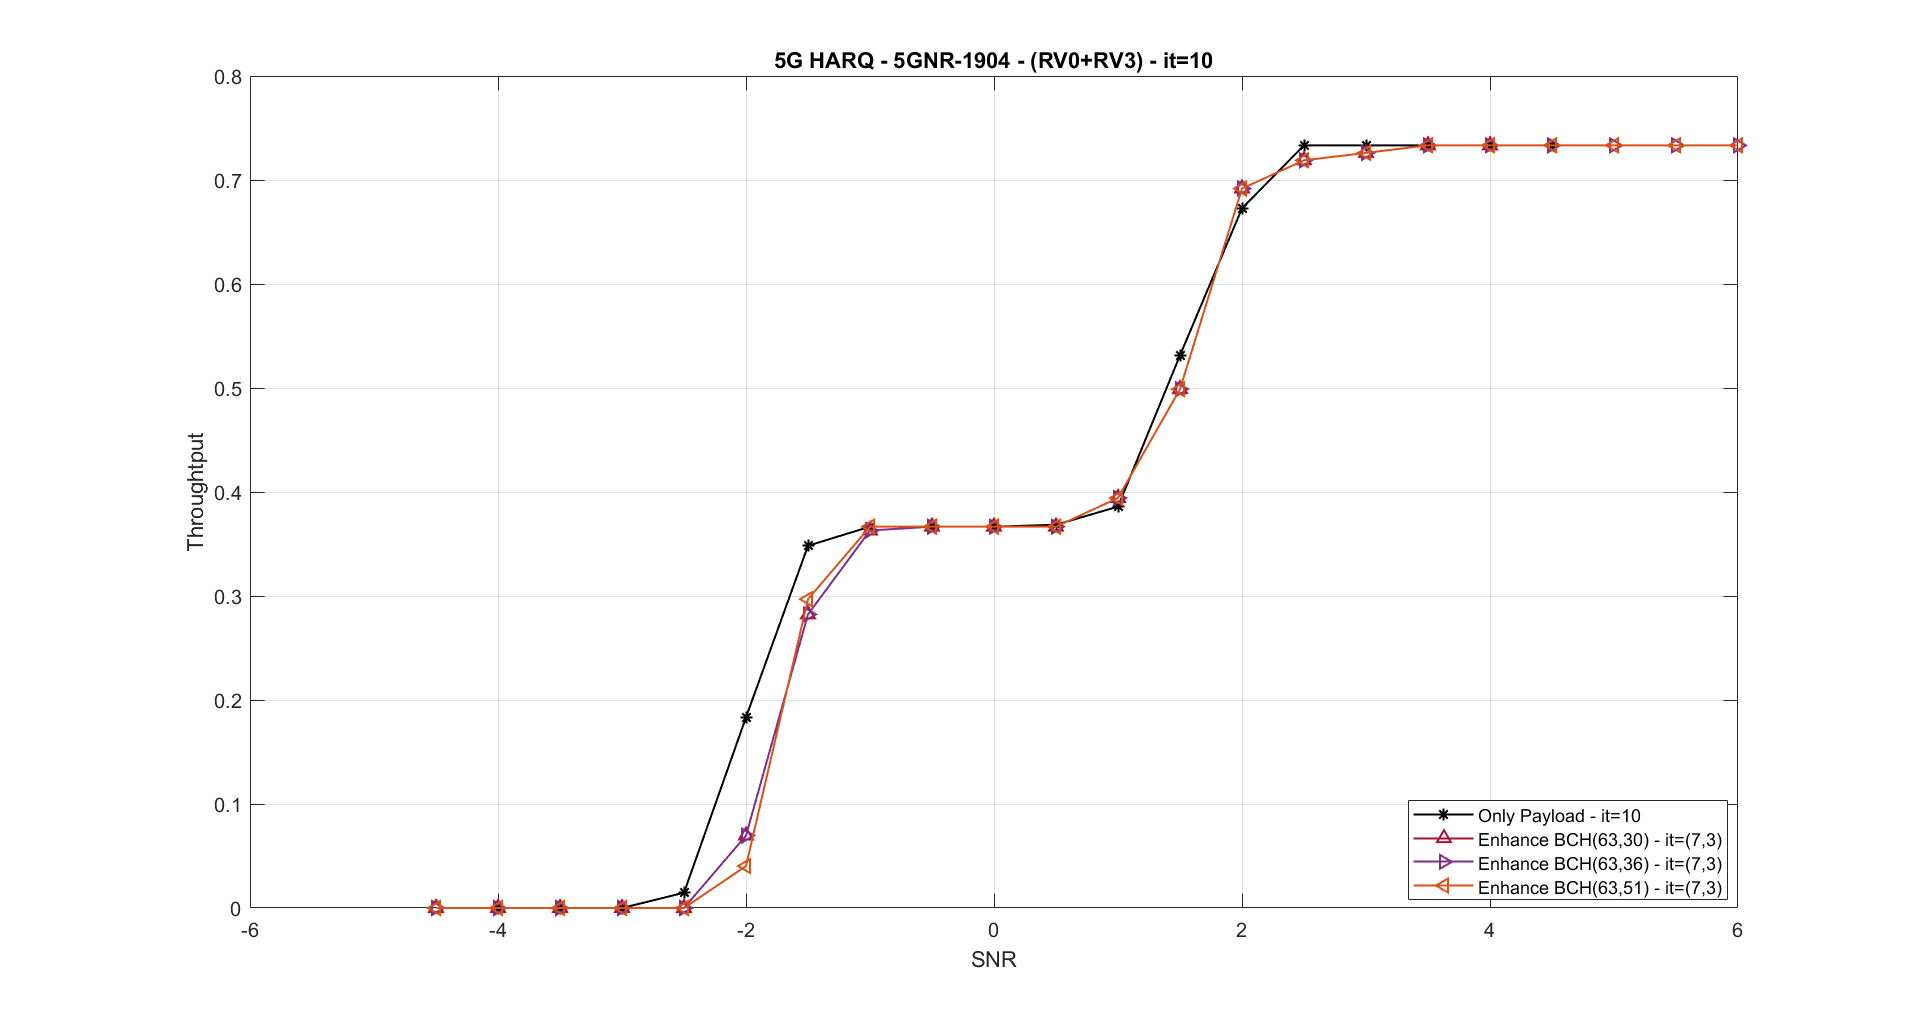 5G HARQ - 5GNR-1904 - (RV0+RV3) - it=10
0.8
0.7
0.6
0.5
0.4
0.3
0.2
0.1
0
Throughtput
-6 -4 -2 0 2 4 6
SNR
Only Payload - it=10
Enhance BCH(63,30) - it=(7,3)
Enhance BCH(63,36) - it=(7,3)
Enhance BCH(63,51) - it=(7,3)